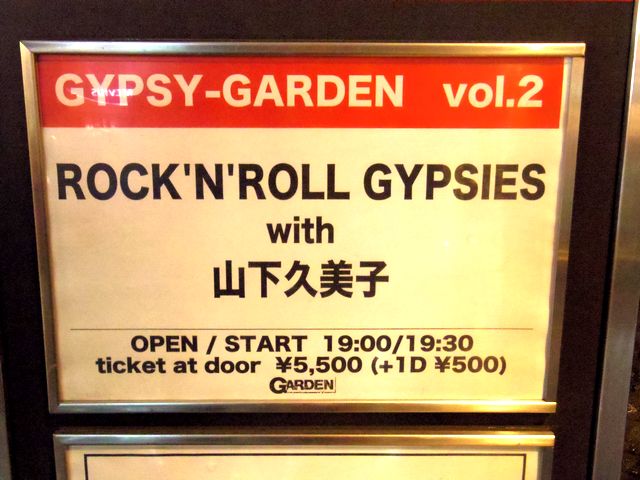 GYPSY-GARDEN vol.2
ROCK'N'ROLL GYPSIES
with
山下久美子
OPEN / START 19:00/19:30
ticket at door ¥5,500 (+1D ¥500)
GARDEN